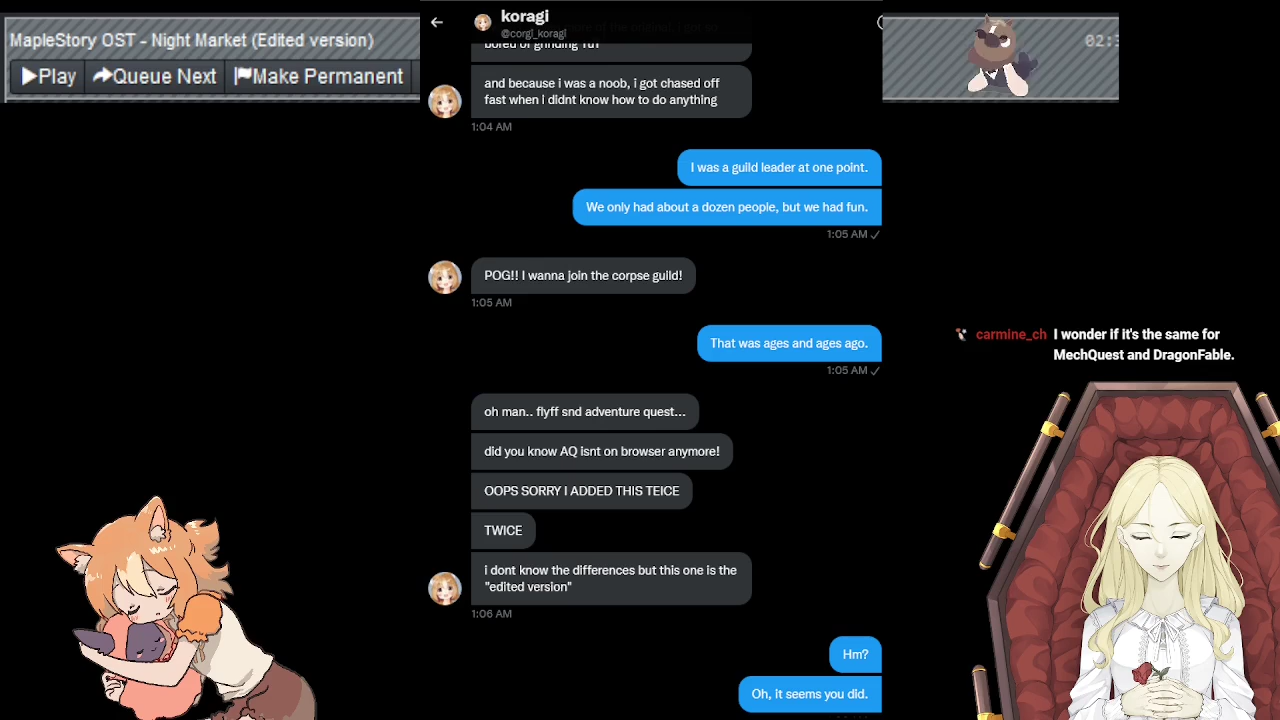 MapleStory OST - Night Market (Edited version)
Play
Queue Next
Make Permanent
koragi
@corgi_koragi
bored of grinding YuY
and because i was a noob, i got chased off
fast when i didnt know how to do anything
1:04 AM
I was a guild leader at one point.
We only had about a dozen people, but we had fun.
1:05 AM
POG!! I wanna join the corpse guild!
1:05 AM
That was ages and ages ago.
1:05 AM
oh man.. flyff snd adventure quest...
did you know AQ isnt on browser anymore!
OOPS SORRY I ADDED THIS TEICE
TWICE
i dont know the differences but this one is the
"edited version"
1:06 AM
Hm?
Oh, it seems you did.
carmine_ch I wonder if it's the same for
MechQuest and DragonFable.